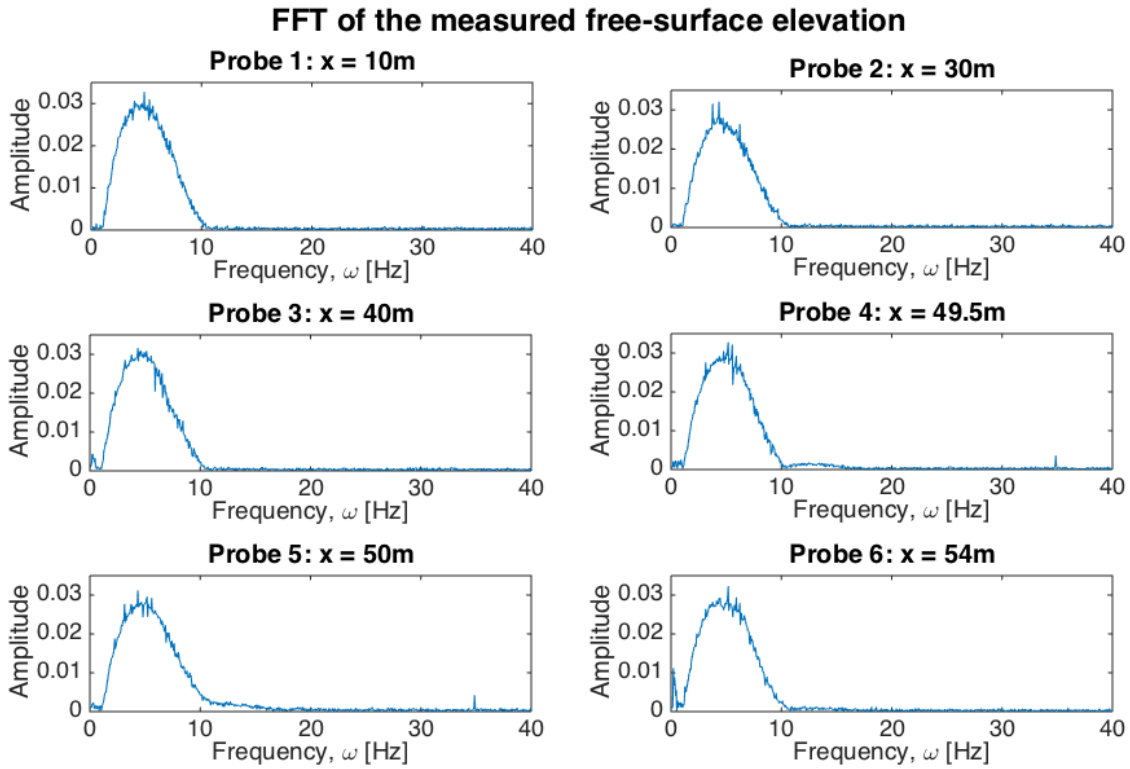 FFT of the measured free-surface elevation
Probe 1: x = 10m
Amplitude
0.03
0.02
0.01
0
0 10 20 30 40
Frequency, ω [Hz]
Probe 2: x = 30m
Amplitude
0.03
0.02
0.01
0
0 10 20 30 40
Frequency, ω [Hz]
Probe 3: x = 40m
Amplitude
0.03
0.02
0.01
0
0 10 20 30 40
Frequency, ω [Hz]
Probe 4: x = 49.5m
Amplitude
0.03
0.02
0.01
0
0 10 20 30 40
Frequency, ω [Hz]
Probe 5: x = 50m
Amplitude
0.03
0.02
0.01
0
0 10 20 30 40
Frequency, ω [Hz]
Probe 6: x = 54m
Amplitude
0.03
0.02
0.01
0
0 10 20 30 40
Frequency, ω [Hz]